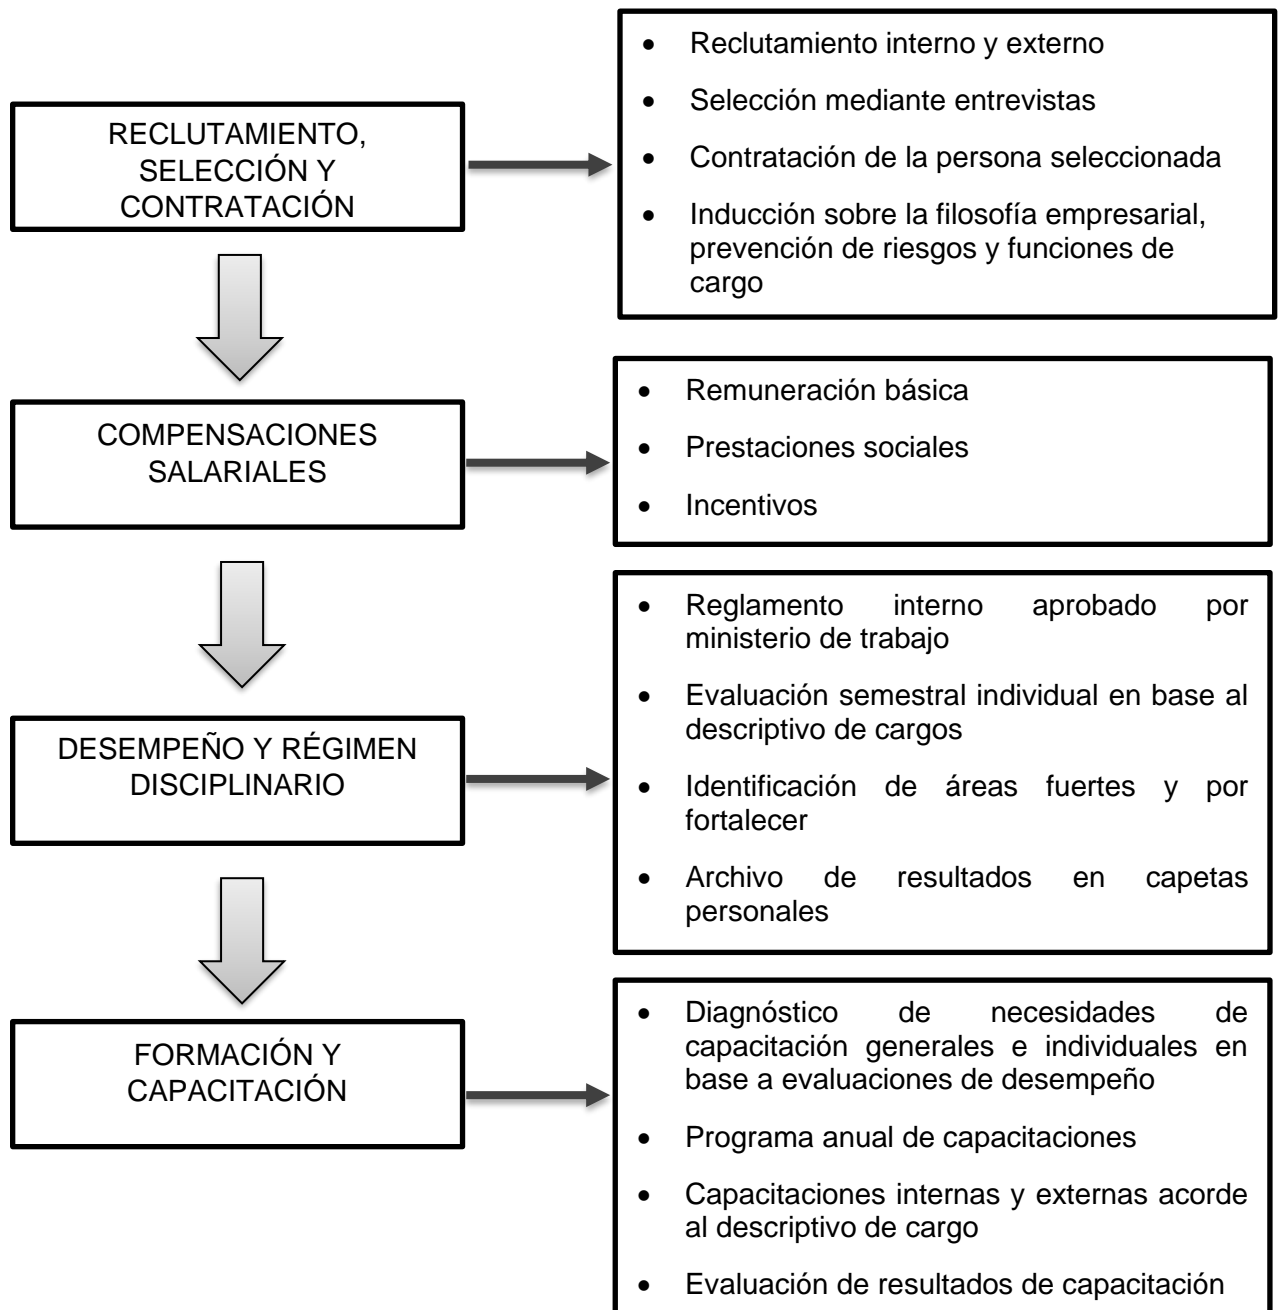 RECLUTAMIENTO,
SELECCIÓN Y
CONTRATACIÓN
• Reclutamiento interno y externo
• Selección mediante entrevistas
• Contratación de la persona seleccionada
• Inducción sobre la filosofía empresarial,
prevención de riesgos y funciones de
cargo
COMPENSACIONES
SALARIALES
• Remuneración básica
• Prestaciones sociales
• Incentivos
DESEMPEÑO Y RÉGIMEN
DISCIPLINARIO
• Reglamento interno aprobado por
ministerio de trabajo
• Evaluación semestral individual en base al
descriptivo de cargos
• Identificación de áreas fuertes y por
fortalecer
• Archivo de resultados en capetas
personales
FORMACIÓN Y
CAPACITACIÓN
• Diagnóstico de necesidades de
capacitación generales e individuales en
base a evaluaciones de desempeño
• Programa anual de capacitaciones
• Capacitaciones internas y externas acorde
al descriptivo de cargo
• Evaluación de resultados de capacitación